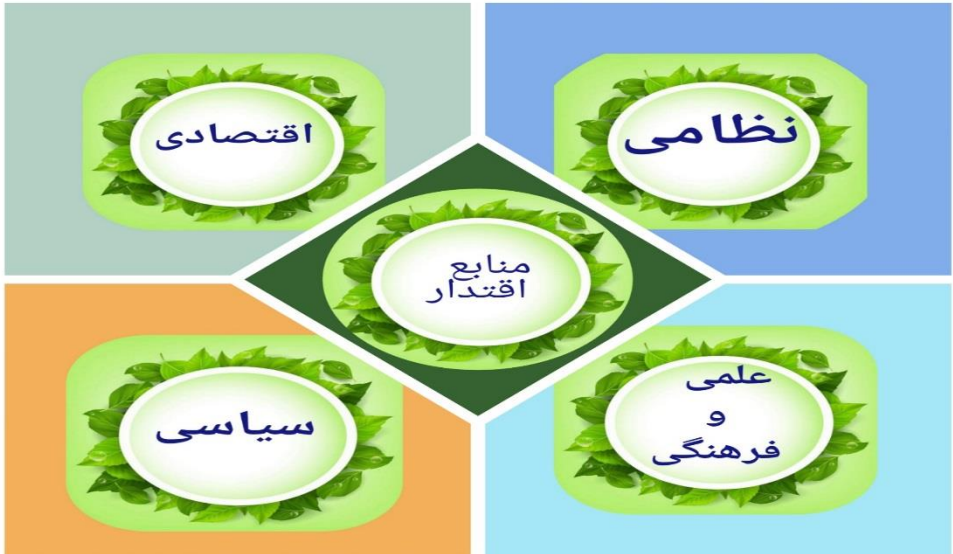 نظامی
اقتصادی
منابع
اقتدار
علمی
و
فرهنگی
سیاسی